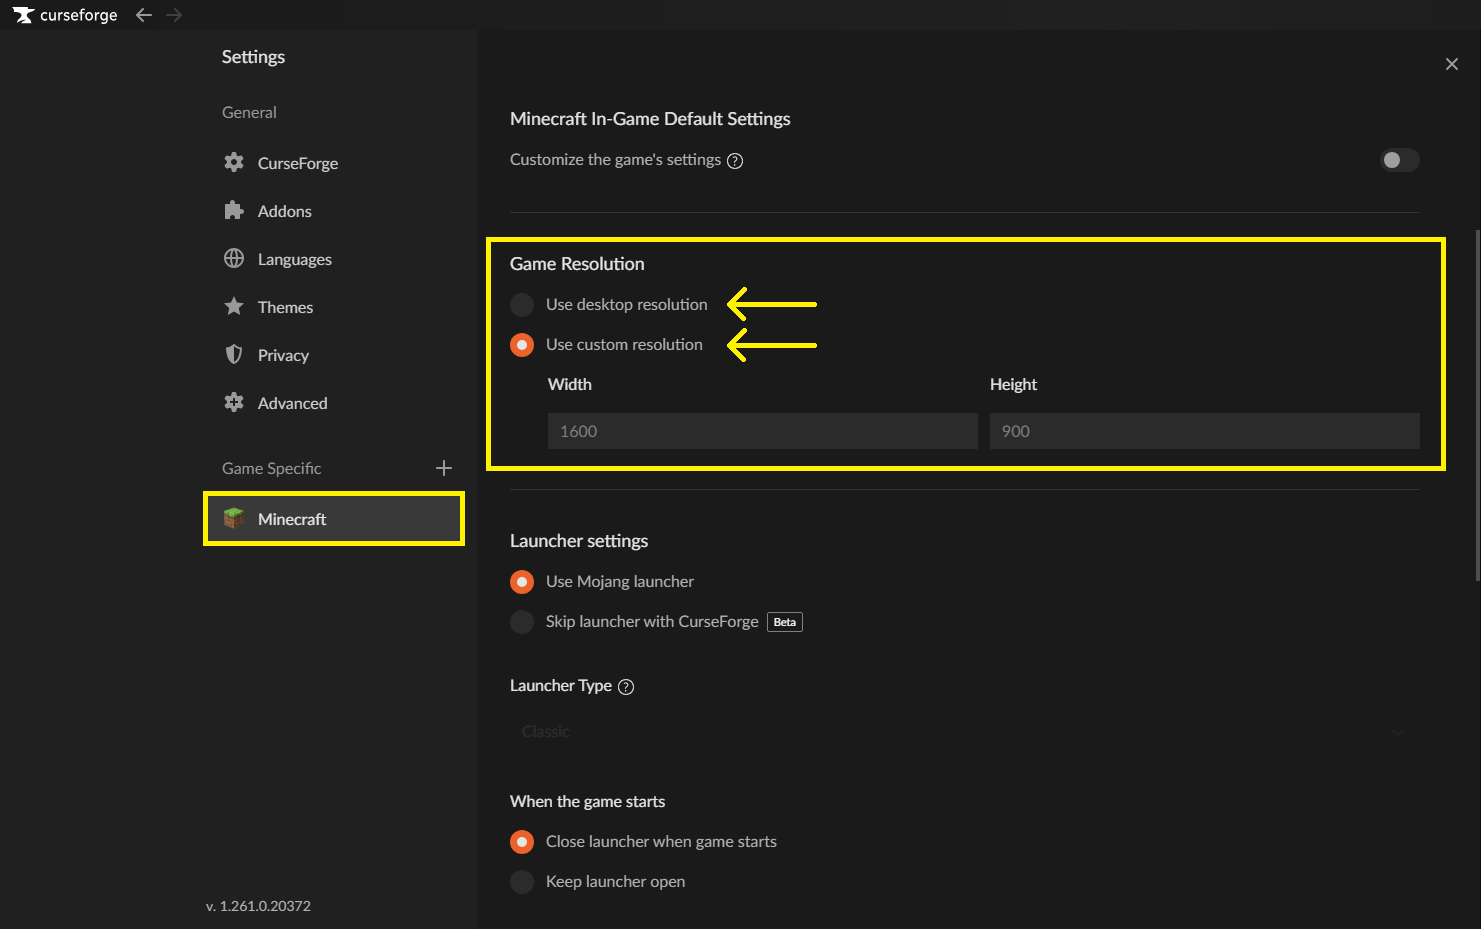 curseforge
Settings
General
CurseForge
Addons
Languages
Themes
Privacy
Advanced
Game Specific
Minecraft
v. 1.261.0.20372
Minecraft In-Game Default Settings
Customize the game's settings ?
Game Resolution
Use desktop resolution
Use custom resolution
Width Height
1600 900
Launcher settings
Use Mojang launcher
Skip launcher with CurseForge Beta
Launcher Type ?
Classic
When the game starts
Close launcher when game starts
Keep launcher open